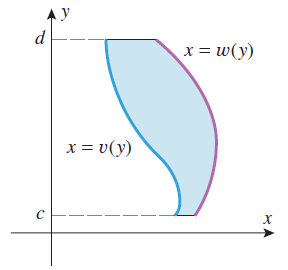 y
d
x = w(y)
x = v(y)
c
x